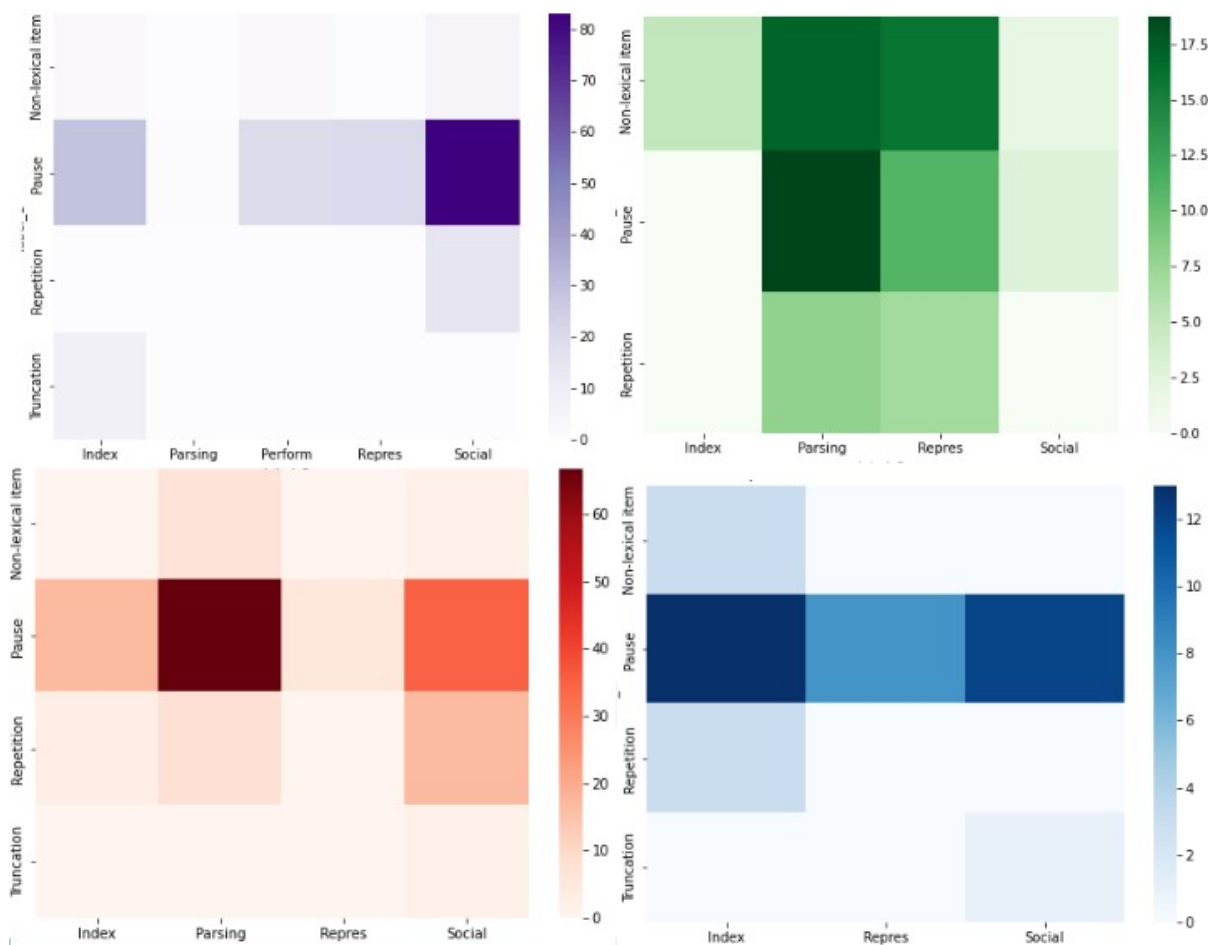 Non-lexical item
Pause
Repetition
Truncation
Index Parsing Perform Repres Social
80
70
60
50
40
30
20
10
0
Non-lexical item
Pause
Repetition
Index Parsing Repres Social
17.5
15.0
12.5
10.0
7.5
5.0
2.5
0.0
Non-lexical item
Pause
Repetition
Truncation
Index Parsing Repres Social
60
50
40
30
20
10
0
Non-lexical item
Pause
Repetition
Truncation
Index Repres Social
12
10
8
6
4
2
0